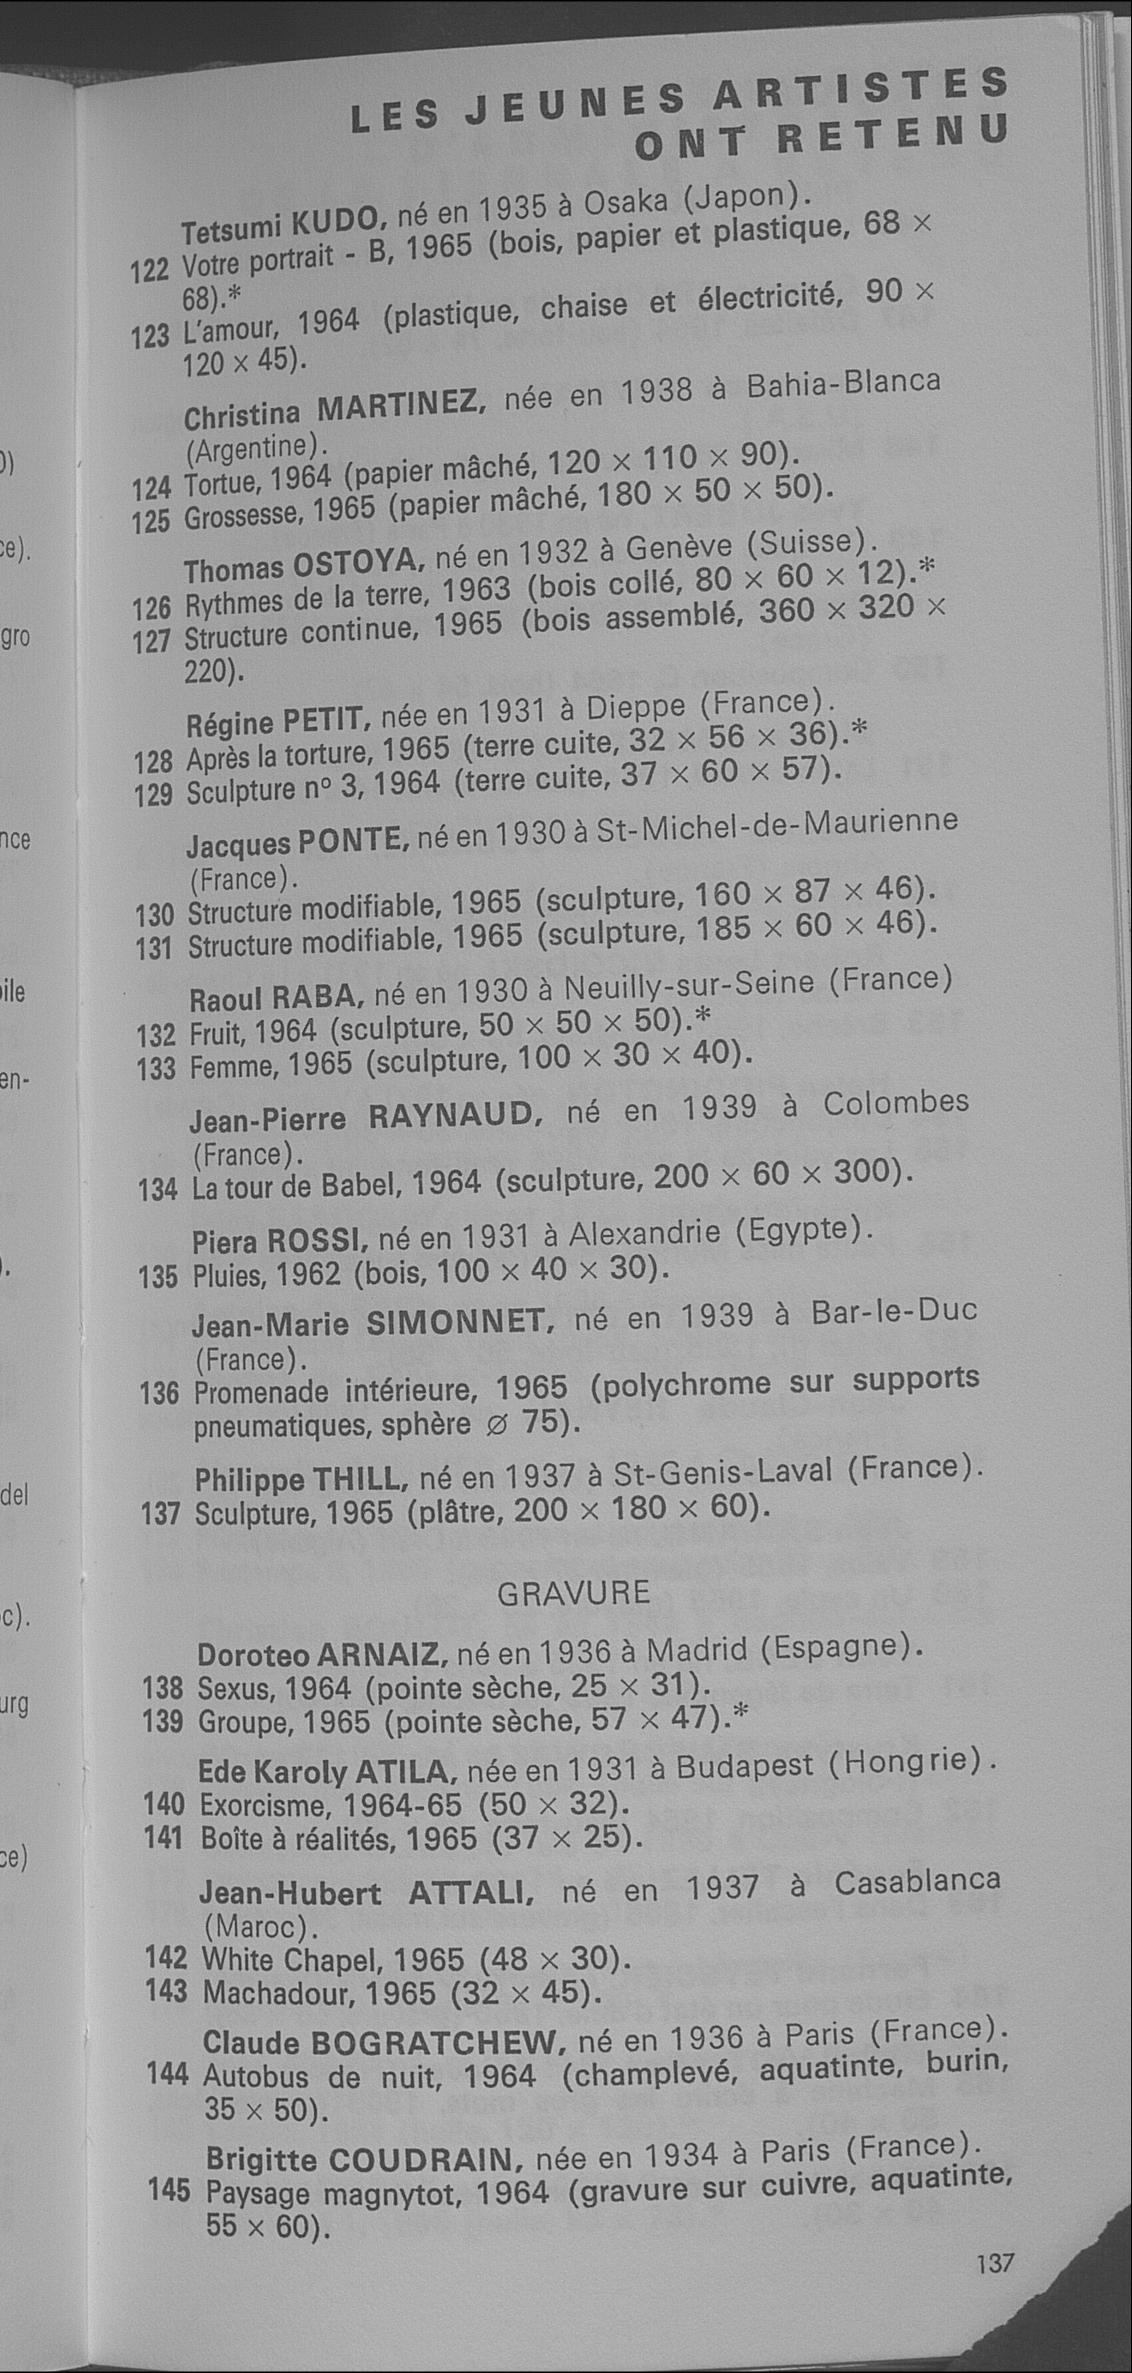 LES JEUNES ARTISTES
ONT RETENU
Tetsumi KUDO, né en 1935 à Osaka (Japon).
122 Votre portrait - B, 1965 (bois, papier et plastique, 68 ×
68).*
123 L'amour, 1964 (plastique, chaise et électricité, 90 ×
120 × 45).
Christina MARTINEZ, née en 1938 à Bahia-Blanca
(Argentine).
124 Tortue, 1964 (papier mâché, 120 × 110 × 90).
125 Grossesse, 1965 (papier mâché, 180 × 50 × 50).
Thomas OSTOYA, né en 1932 à Genève (Suisse).
126 Rythmes de la terre, 1963 (bois collé, 80 × 60 × 12).*
127 Structure continue, 1965 (bois assemblé, 360 × 320 ×
220).
Régine PETIT, née en 1931 à Dieppe (France).
128 Après la torture, 1965 (terre cuite, 32 × 56 × 36).*
129 Sculpture nº 3, 1964 (terre cuite, 37 × 60 × 57).
Jacques PONTE, né en 1930 à St-Michel-de-Maurienne
(France).
130 Structure modifiable, 1965 (sculpture, 160 × 87 × 46).
131 Structure modifiable, 1965 (sculpture, 185 × 60 × 46).
Raoul RABA, né en 1930 à Neuilly-sur-Seine (France)
132 Fruit, 1964 (sculpture, 50 × 50 × 50).*
133 Femme, 1965 (sculpture, 100 × 30 × 40).
Jean-Pierre RAYNAUD, né en 1939 à Colombes
(France).
134 La tour de Babel, 1964 (sculpture, 200 × 60 × 300).
Piera ROSSI, né en 1931 à Alexandrie (Egypte).
135 Pluies, 1962 (bois, 100 × 40 × 30).
Jean-Marie SIMONNET, né en 1939 à Bar-le-Duc
(France).
136 Promenade intérieure, 1965 (polychrome sur supports
pneumatiques, sphère ∅ 75).
Philippe THILL, né en 1937 à St-Genis-Laval (France).
137 Sculpture, 1965 (plâtre, 200 × 180 × 60).
GRAVURE
Doroteo ARNAIZ, né en 1936 à Madrid (Espagne).
138 Sexus, 1964 (pointe sèche, 25 × 31).
139 Groupe, 1965 (pointe sèche, 57 × 47).*
Ede Karoly ATILA, née en 1931 à Budapest (Hongrie).
140 Exorcisme, 1964-65 (50 × 32).
141 Boîte à réalités, 1965 (37 × 25).
Jean-Hubert ATTALI, né en 1937 à Casablanca
(Maroc).
142 White Chapel, 1965 (48 × 30).
143 Machadour, 1965 (32 × 45).
Claude BOGRATCHEW, né en 1936 à Paris (France).
144 Autobus de nuit, 1964 (champlevé, aquatinte, burin,
35 × 50).
Brigitte COUDRAIN, née en 1934 à Paris (France).
145 Paysage magnytot, 1964 (gravure sur cuivre, aquatinte,
55 × 60).
137